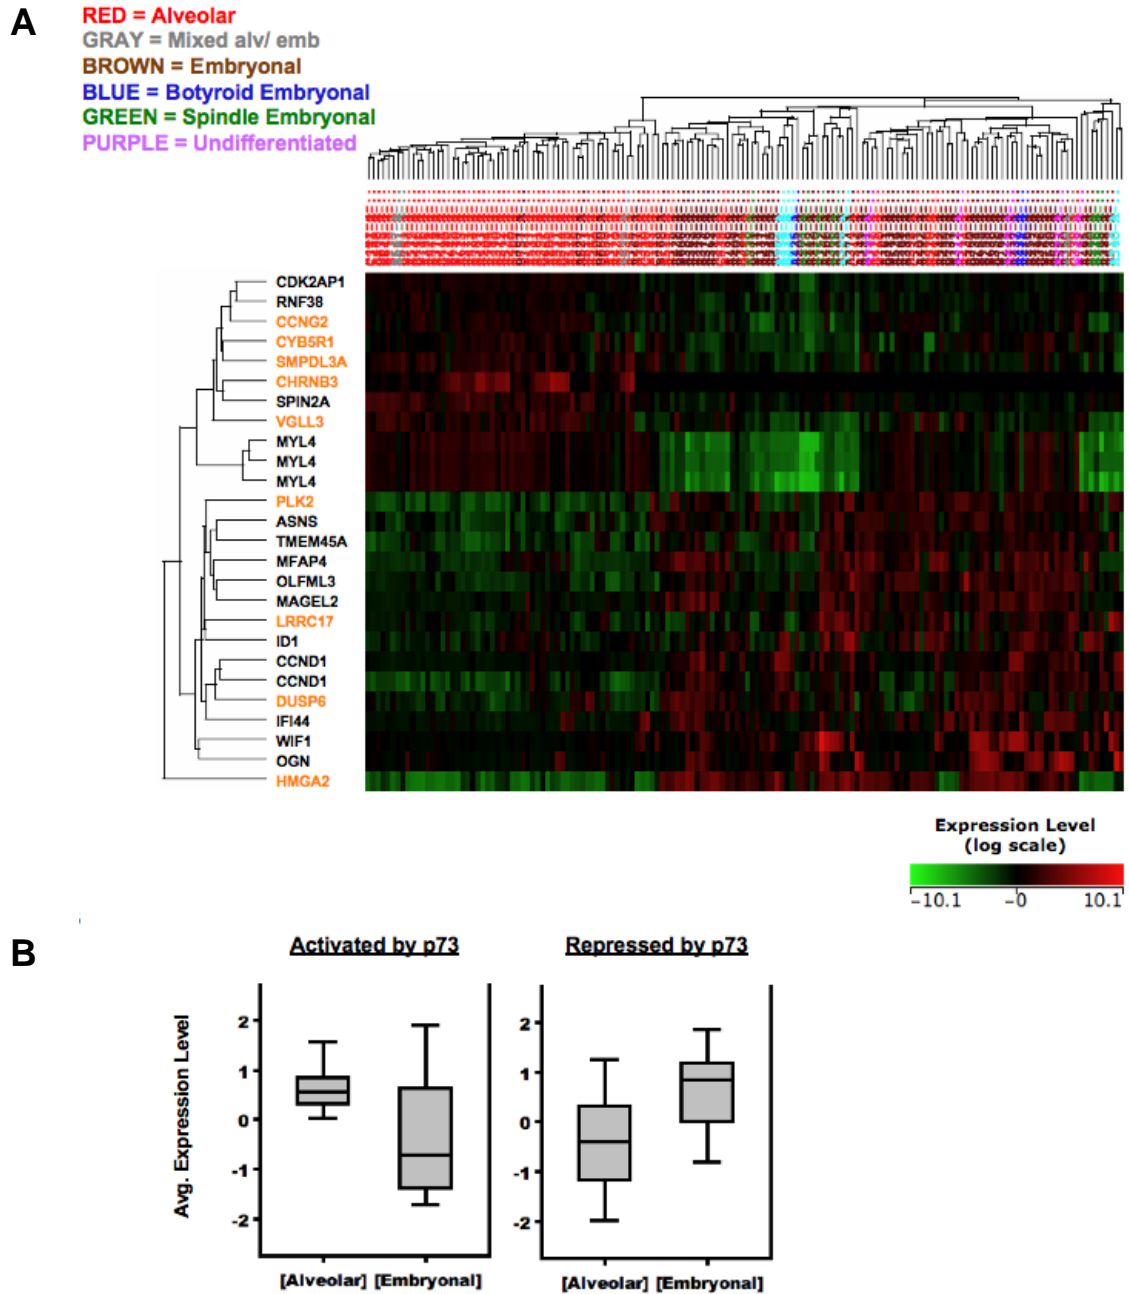 A
RED = Alveolar
GRAY = Mixed alv/ emb
BROWN = Embryonal
BLUE = Botyroid Embryonal
GREEN = Spindle Embryonal
PURPLE = Undifferentiated
CDK2AP1
RNF38
CCNG2
CYB5R1
SMPDL3A
CHRNB3
SPIN2A
VGLL3
MYL4
MYL4
MYL4
PLK2
ASNS
TMEM45A
MFAP4
OLFML3
MAGEL2
LRRC17
ID1
CCND1
CCND1
DUSP6
IFI44
WIF1
OGN
HMGA2
Expression Level
(log scale)
−10.1 −0 10.1
B
Activated by p73 Repressed by p73
Avg. Expression Level
2 2
1 1
0 0
-1 -1
-2 -2
[Alveolar] [Embryonal] [Alveolar] [Embryonal]